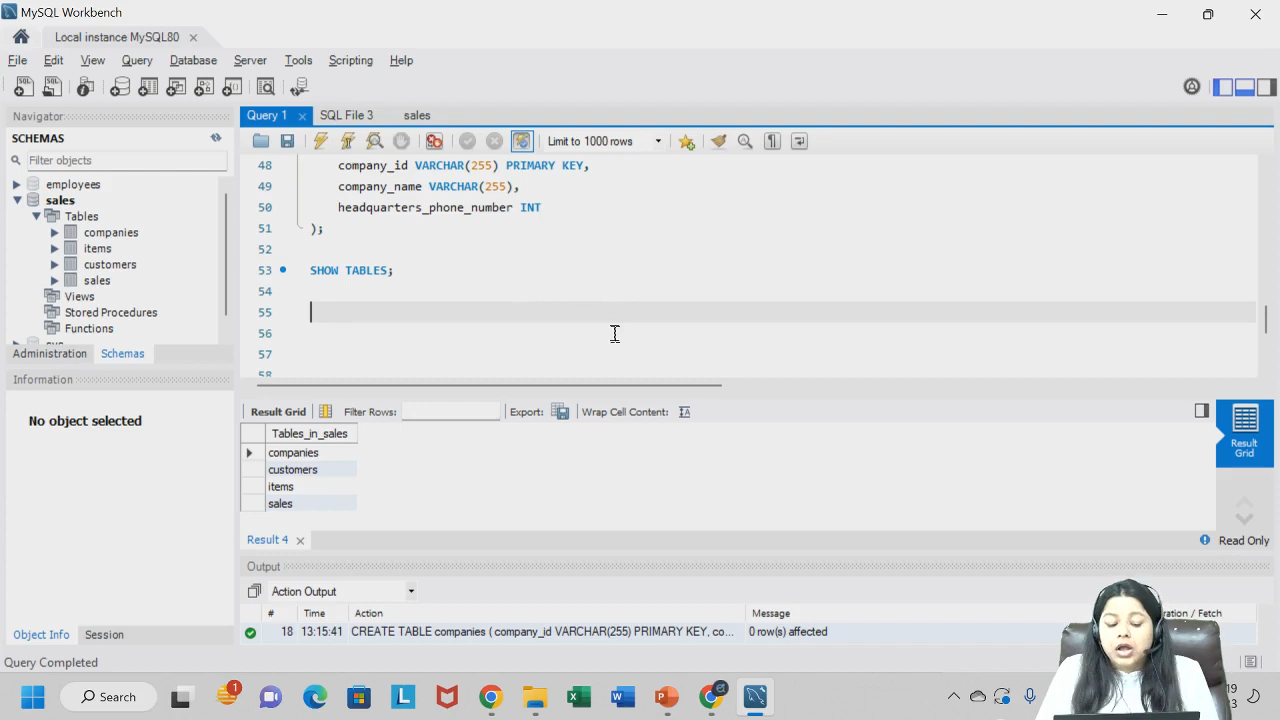 MySQL Workbench
Local instance MySQL80
File Edit View Query Database Server Tools Scripting Help
Navigator
SCHEMAS
Filter objects
employees
sales
Tables
companies
items
customers
sales
Views
Stored Procedures
Functions
Administration Schemas
Information
No object selected
Object Info Session
Query Completed
Query 1 SQL File 3 sales
Limit to 1000 rows
48 company_id VARCHAR(255) PRIMARY KEY,
49 company_name VARCHAR(255),
50 headquarters_phone_number INT
51 );
52
53 SHOW TABLES;
54
55
56
57
58
Result Grid Filter Rows: Export: Wrap Cell Content:
Tables_in_sales
companies
customers
items
sales
Result Grid
Result 4
Read Only
Output
Action Output
# Time Action Message / Fetch
18 13:15:41 CREATE TABLE companies ( company_id VARCHAR(255) PRIMARY KEY, co... 0 row(s) affected
Search
1